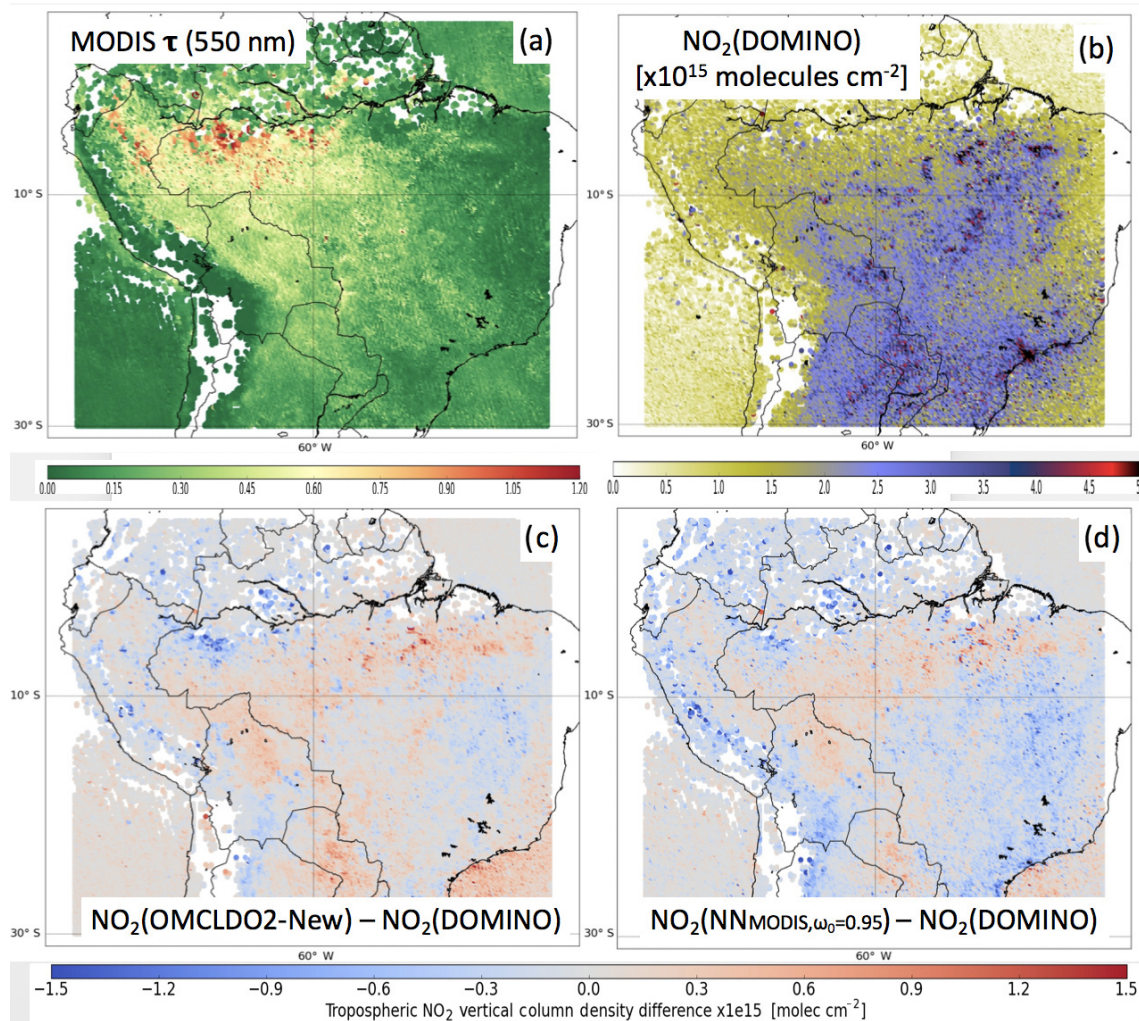 MODIS τ (550 nm)
(a)
10° S
30° S
60° W
0.00 0.15 0.30 0.45 0.60 0.75 0.90 1.05 1.20
NO₂(DOMINO)
[x10¹⁵ molecules cm⁻²]
(b)
10° S
30° S
60° W
0.0 0.5 1.0 1.5 2.0 2.5 3.0 3.5 4.0 4.5 5
(c)
10° S
30° S
60° W
NO₂(OMCLDO2-New) – NO₂(DOMINO)
(d)
10° S
30° S
60° W
NO₂(NNMODIS,ω₀=0.95) – NO₂(DOMINO)
−1.5 −1.2 −0.9 −0.6 −0.3 0.0 0.3 0.6 0.9 1.2 1.5
Tropospheric NO₂ vertical column density difference x1e15 [molec cm⁻²]